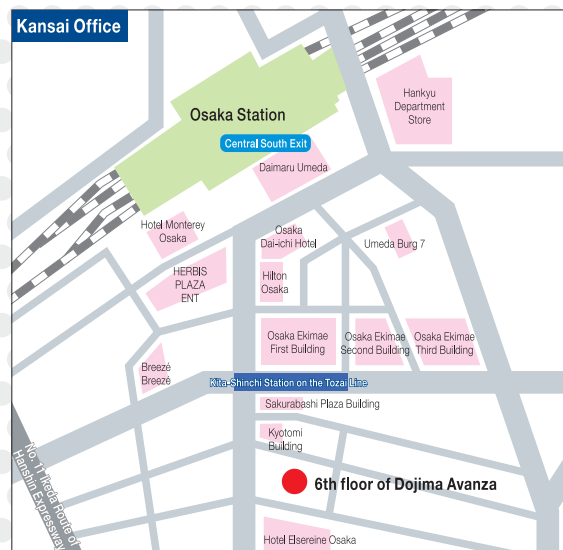 Kansai Office
Osaka Station
Central South Exit
Hankyu
Department
Store
Daimaru Umeda
Hotel Monterey
Osaka
Osaka
Dai-ichi Hotel
Umeda Burg 7
HERBIS
PLAZA
ENT
Hilton
Osaka
Osaka Ekimae
First Building
Osaka Ekimae
Second Building
Osaka Ekimae
Third Building
Breezé
Breezé
Kita-Shinchi Station on the Tozai Line
Sakurabashi Plaza Building
Kyotomi
Building
No. 11 Ikeda Route of
Hanshin Expressway
6th floor of Dojima Avanza
Hotel Elsereine Osaka